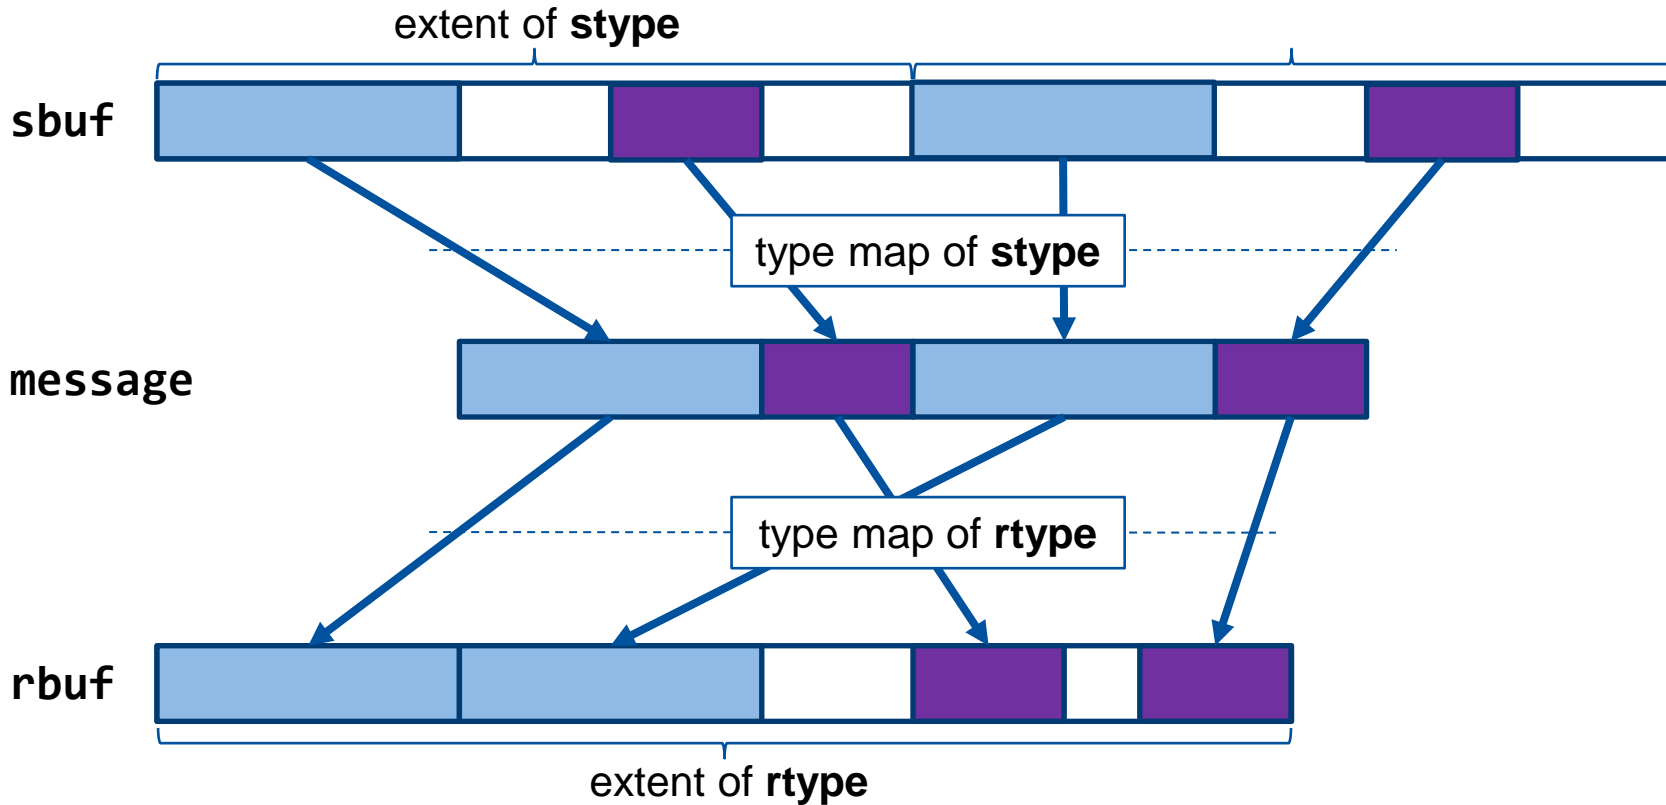 extent of stype
sbuf
type map of stype
message
type map of rtype
rbuf
extent of rtype